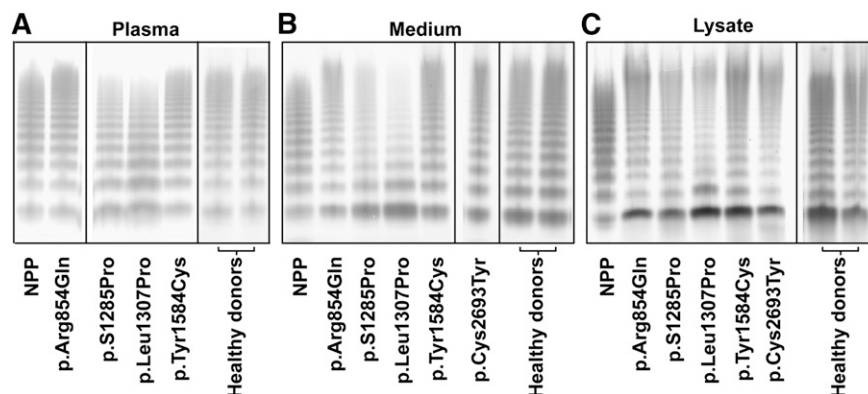 A Plasma
B Medium
C Lysate
NPP
p.Arg854Gln
p.S1285Pro
p.Leu1307Pro
p.Tyr1584Cys
Healthy donors
NPP
p.Arg854Gln
p.S1285Pro
p.Leu1307Pro
p.Tyr1584Cys
p.Cys2693Tyr
Healthy donors
NPP
p.Arg854Gln
p.S1285Pro
p.Leu1307Pro
p.Tyr1584Cys
p.Cys2693Tyr
Healthy donors